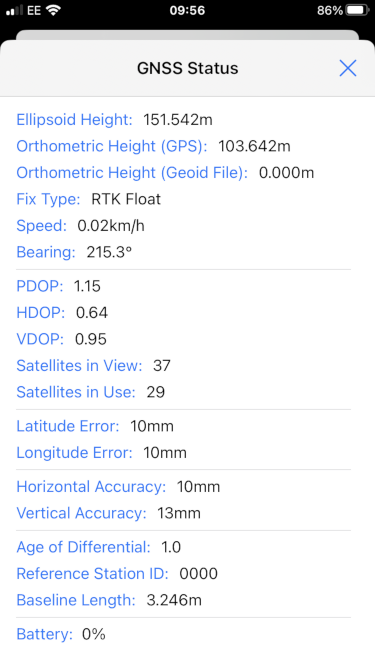 EE 09:56 86%
GNSS Status
Ellipsoid Height: 151.542m
Orthometric Height (GPS): 103.642m
Orthometric Height (Geoid File): 0.000m
Fix Type: RTK Float
Speed: 0.02km/h
Bearing: 215.3°
PDOP: 1.15
HDOP: 0.64
VDOP: 0.95
Satellites in View: 37
Satellites in Use: 29
Latitude Error: 10mm
Longitude Error: 10mm
Horizontal Accuracy: 10mm
Vertical Accuracy: 13mm
Age of Differential: 1.0
Reference Station ID: 0000
Baseline Length: 3.246m
Battery: 0%